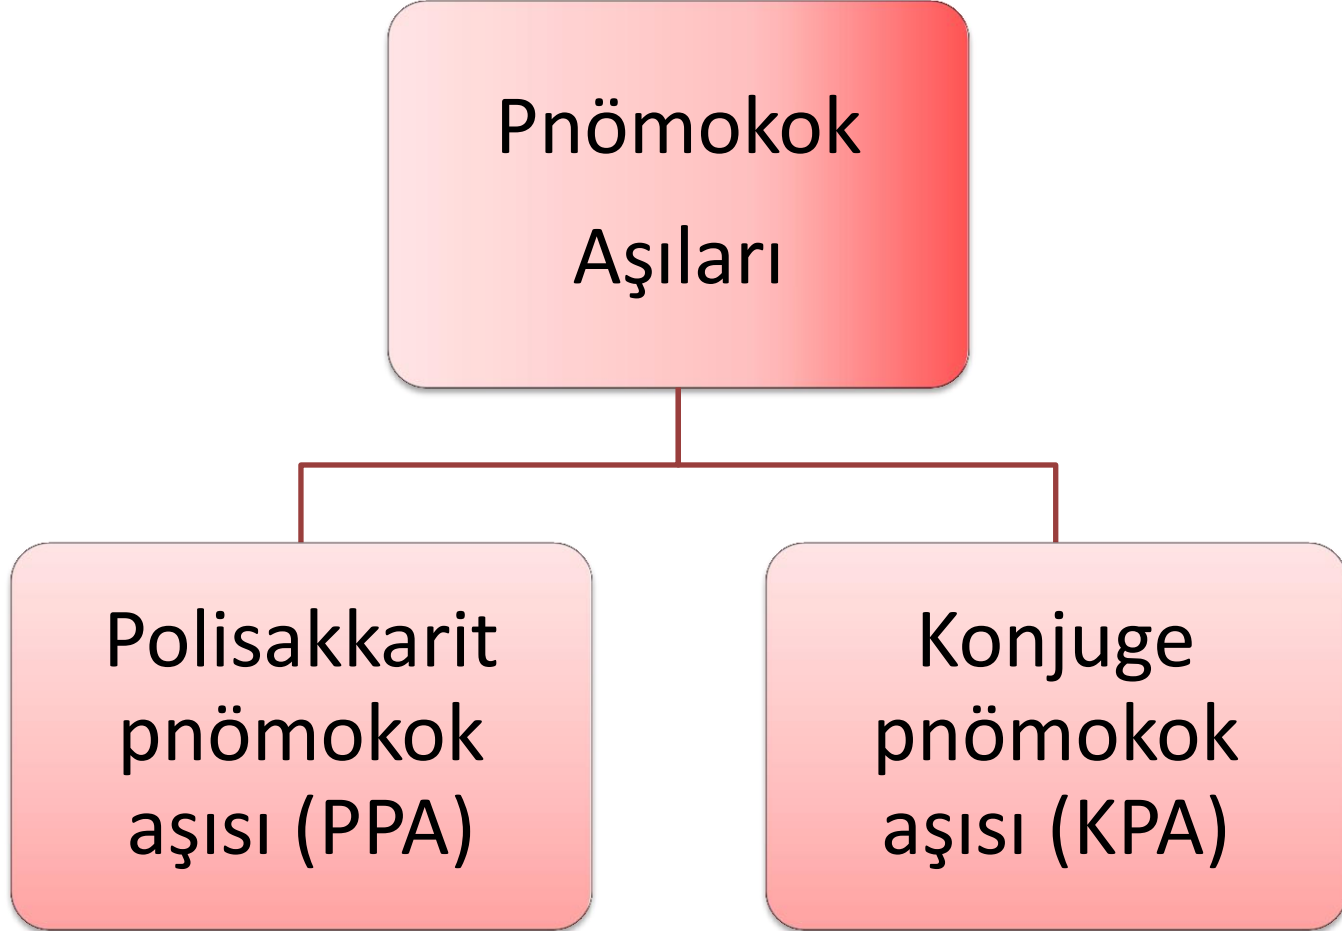 Pnömokok
Aşıları
Polisakkarit
pnömokok
aşısı (PPA)
Konjuge
pnömokok
aşısı (KPA)